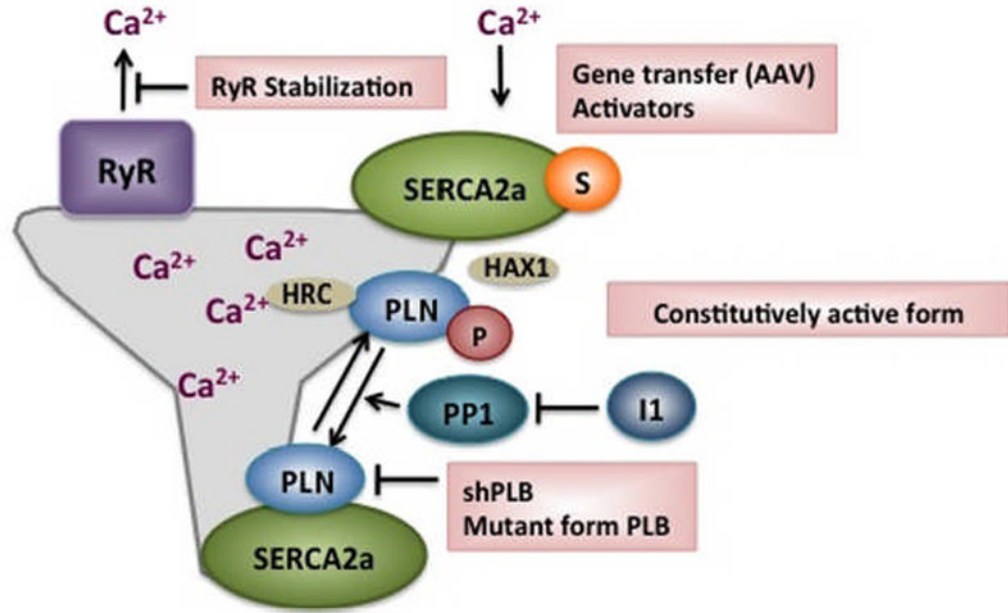 Ca²⁺
Ca²⁺
RyR Stabilization
Gene transfer (AAV)
Activators
RyR
SERCA2a
S
Ca²⁺
Ca²⁺
HAX1
HRC
Ca²⁺
PLN
P
Constitutively active form
Ca²⁺
PP1
I1
PLN
shPLB
Mutant form PLB
SERCA2a